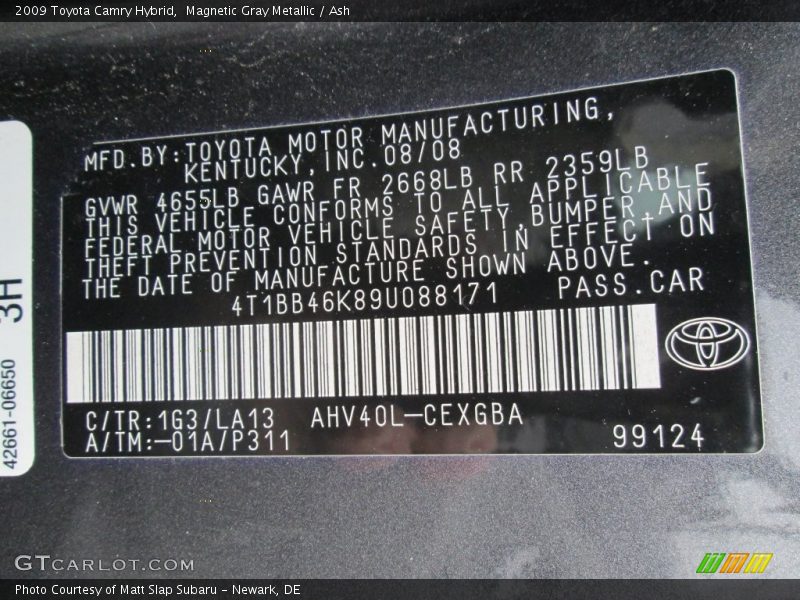 2009 Toyota Camry Hybrid,  Magnetic Gray Metallic / Ash
MFD.BY:TOYOTA MOTOR MANUFACTURING,
KENTUCKY,INC.08/08
GVWR 4655LB GAWR FR 2668LB RR 2359LB
THIS VEHICLE CONFORMS TO ALL APPLICABLE
FEDERAL MOTOR VEHICLE SAFETY,BUMPER,AND
THEFT PREVENTION STANDARDS IN EFFECT ON
THE DATE OF MANUFACTURE SHOWN ABOVE.
4T1BB46K89U088171 PASS.CAR
C/TR:1G3/LA13 AHV40L-CEXGBA
A/TM:-01A/P311 99124
3H
42661-06650
GTCARLOT.COM
Photo Courtesy of Matt Slap Subaru - Newark, DE